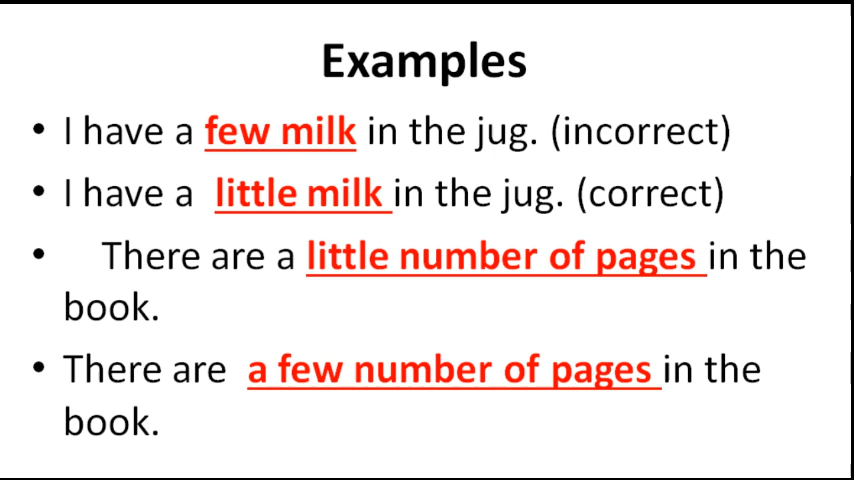 Examples
• I have a few milk in the jug. (incorrect)
• I have a little milk in the jug. (correct)
• There are a little number of pages in the
book.
• There are a few number of pages in the
book.